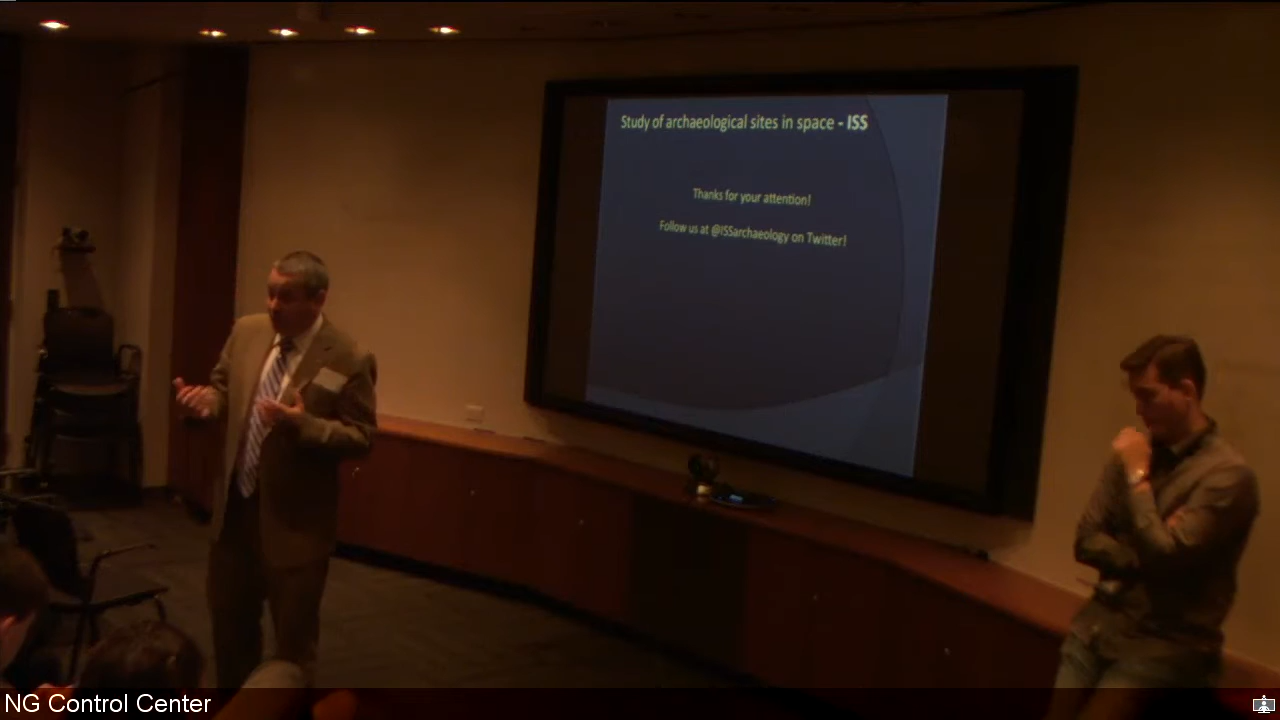 Study of archaeological sites in space - ISS
Thanks for your attention!
Follow us at @ISSarchaeology on Twitter!
NG Control Center